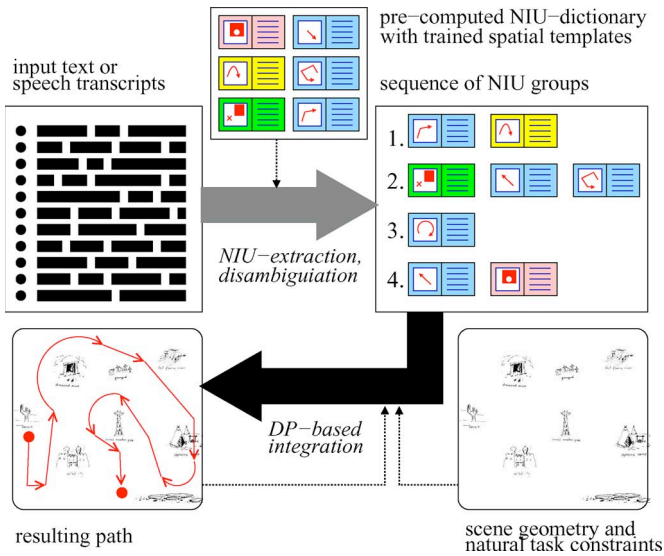 pre-computed NIU-dictionary
with trained spatial templates
input text or
speech transcripts
sequence of NIU groups
1.
2.
3.
4.
NIU-extraction,
disambiguiation
DP-based
integration
resulting path
scene geometry and
natural task constraints